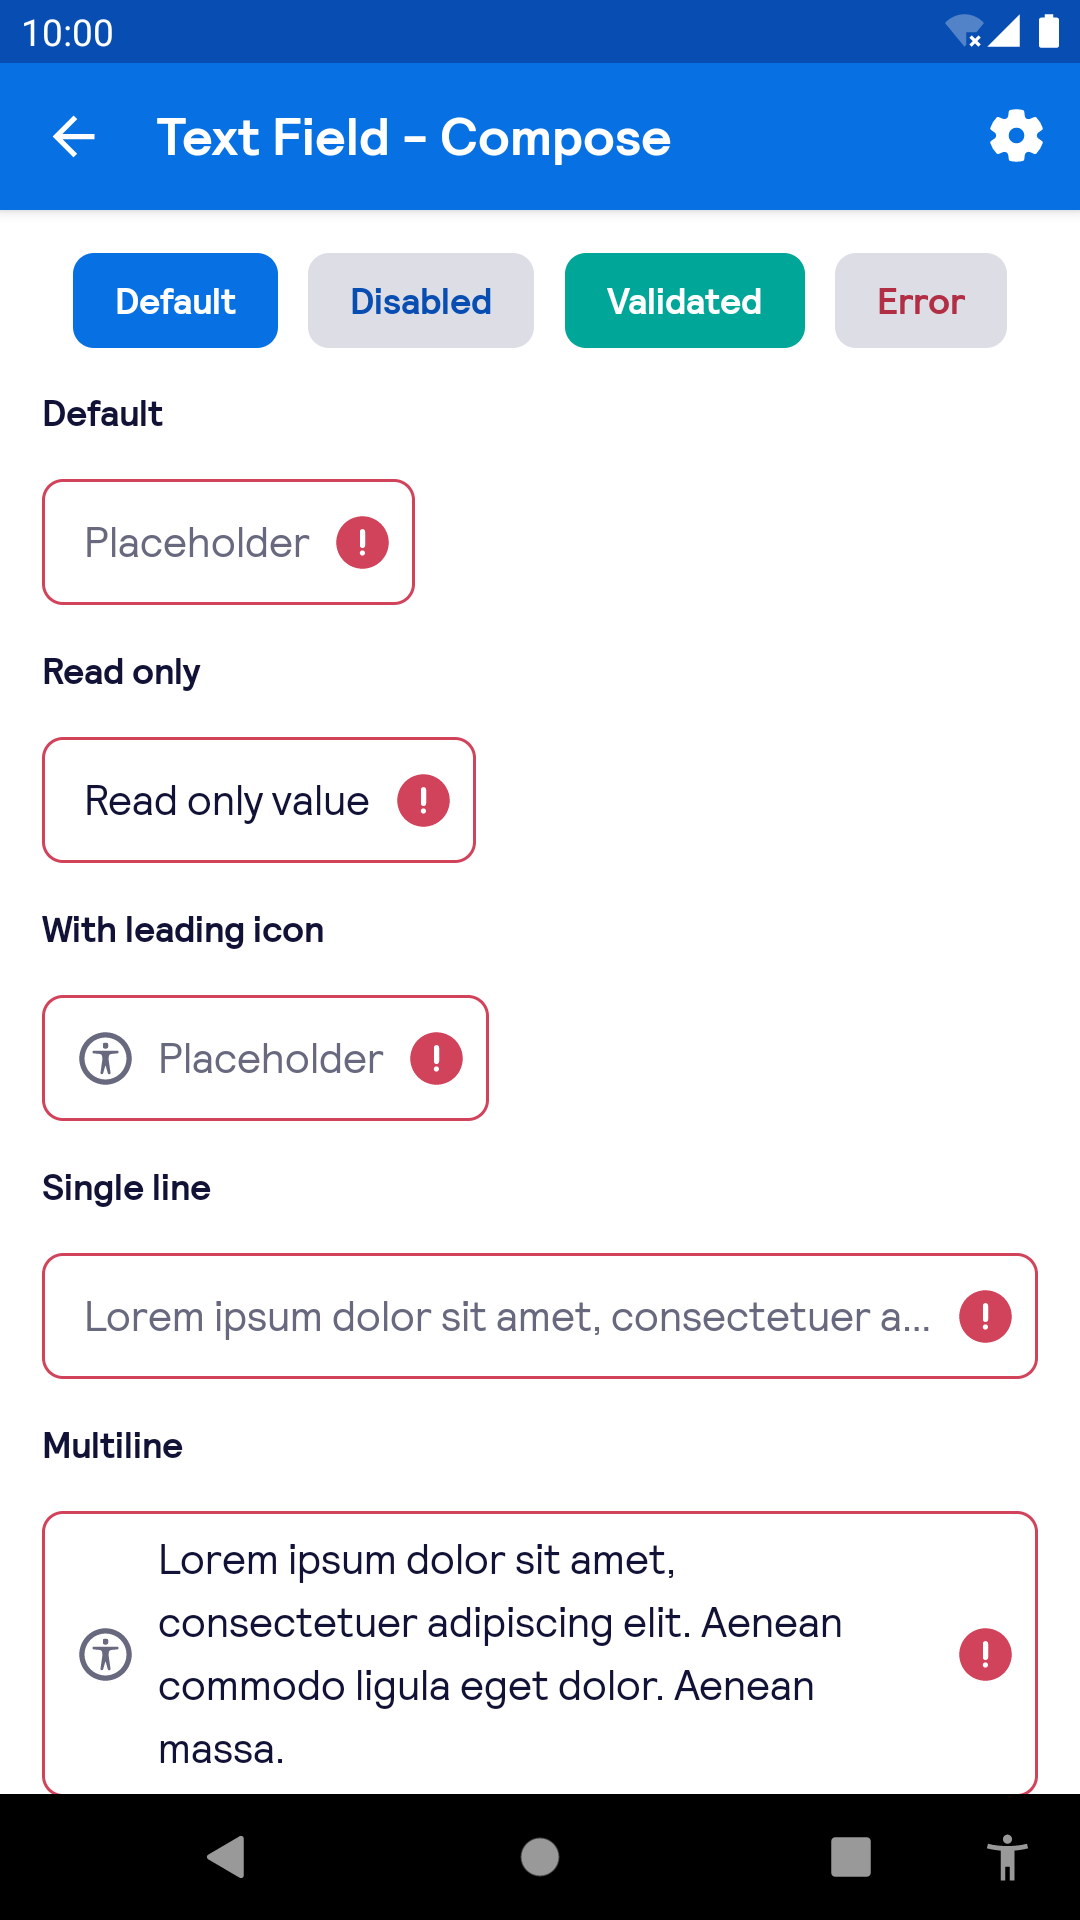 10:00
Text Field - Compose
Default Disabled Validated Error
Default
Placeholder
Read only
Read only value
With leading icon
Placeholder
Single line
Lorem ipsum dolor sit amet, consectetuer a...
Multiline
Lorem ipsum dolor sit amet,
consectetuer adipiscing elit. Aenean
commodo ligula eget dolor. Aenean
massa.